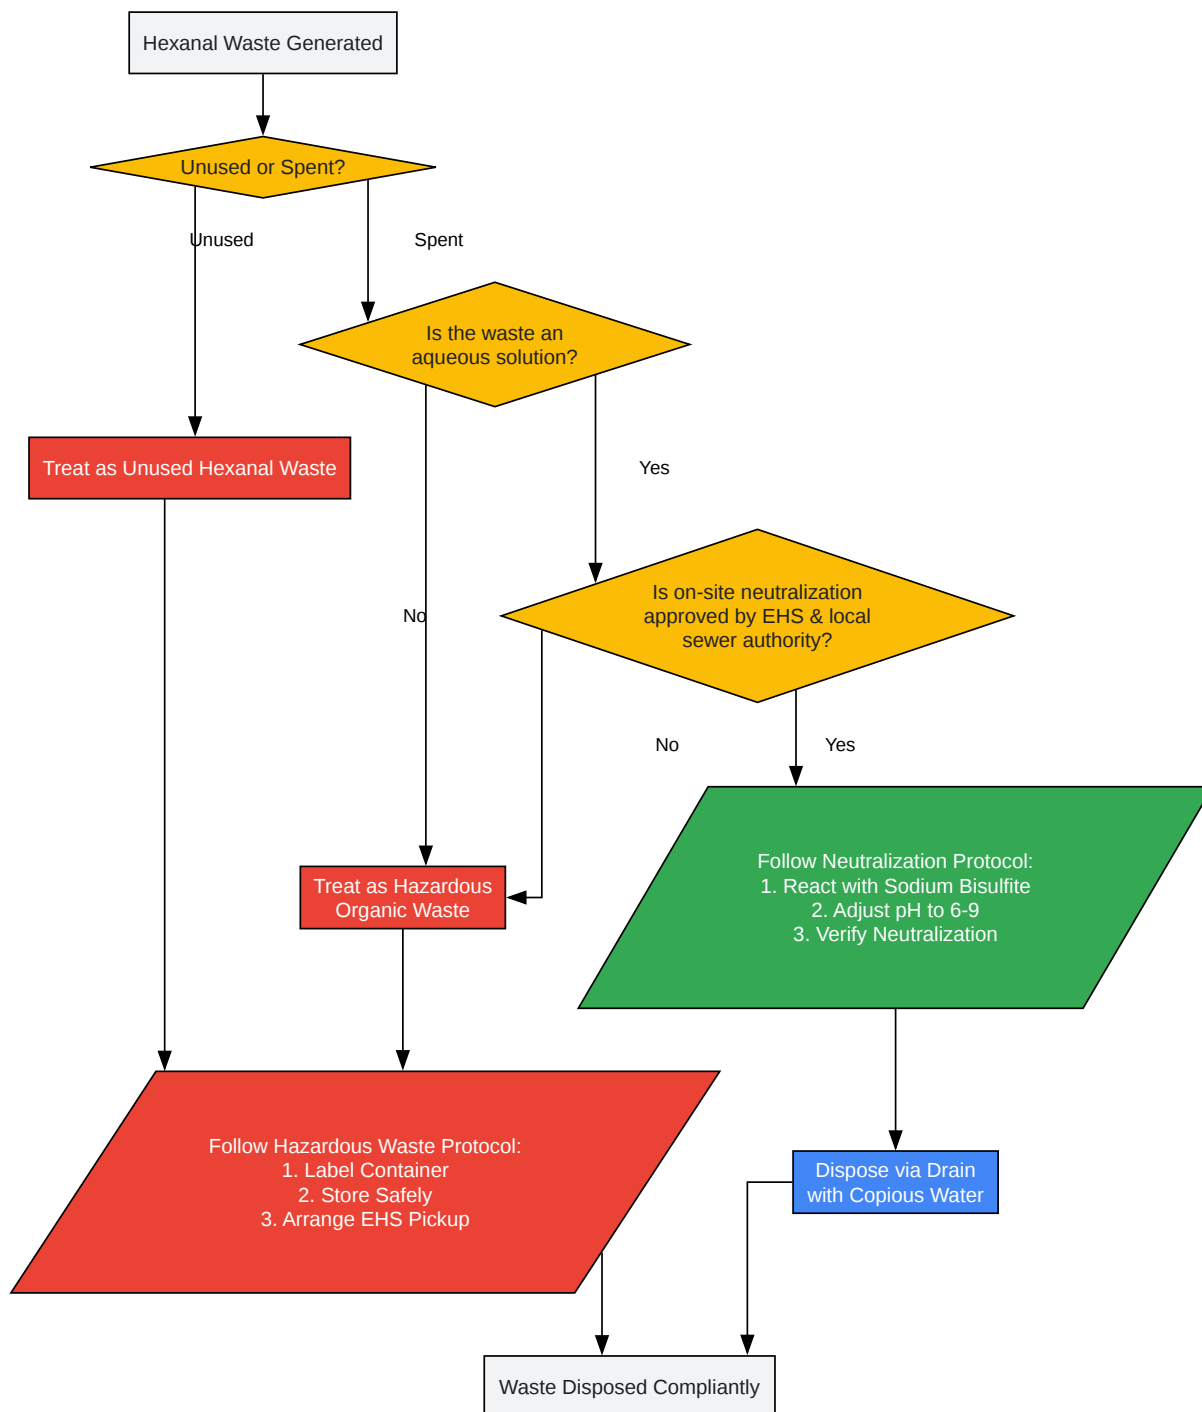 Hexanal Waste Generated
Unused or Spent?
Unused
Spent
Is the waste an
aqueous solution?
Treat as Unused Hexanal Waste
Yes
Is on-site neutralization
approved by EHS & local
sewer authority?
No
No
Yes
Follow Neutralization Protocol:
1. React with Sodium Bisulfite
2. Adjust pH to 6-9
3. Verify Neutralization
Treat as Hazardous
Organic Waste
Follow Hazardous Waste Protocol:
1. Label Container
2. Store Safely
3. Arrange EHS Pickup
Dispose via Drain
with Copious Water
Waste Disposed Compliantly